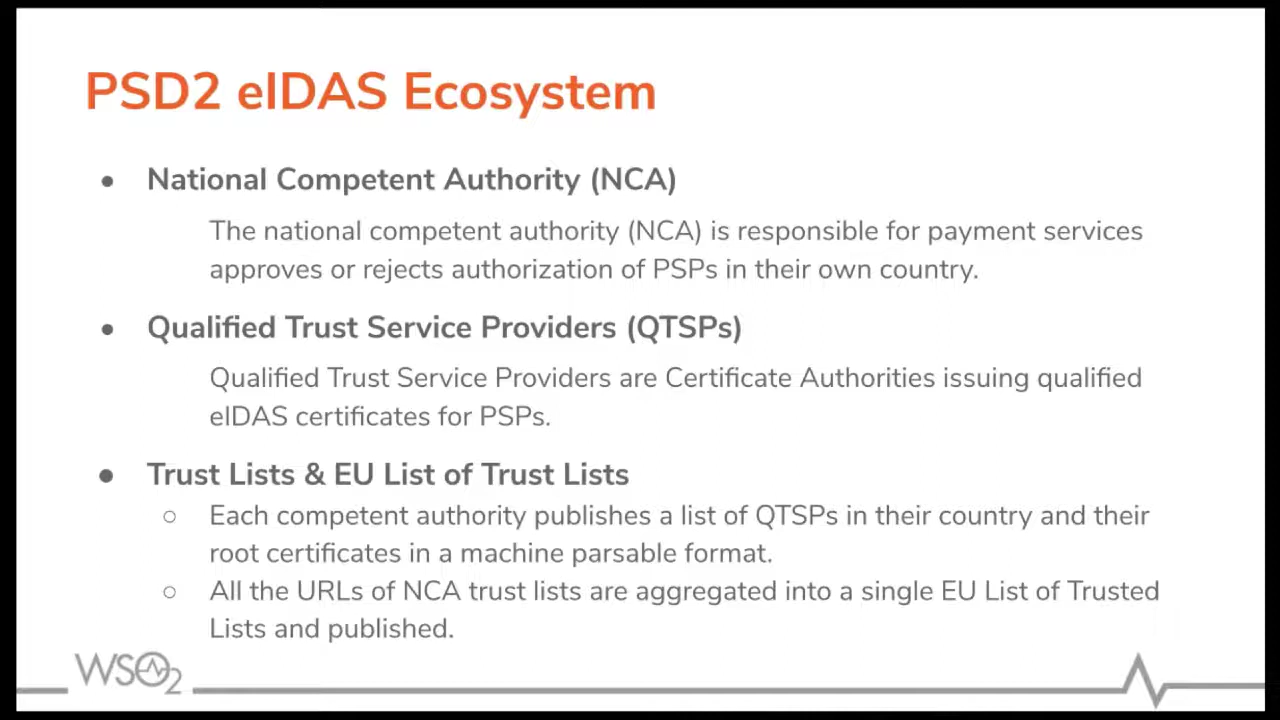 PSD2 eIDAS Ecosystem
● National Competent Authority (NCA)
The national competent authority (NCA) is responsible for payment services
approves or rejects authorization of PSPs in their own country.
● Qualified Trust Service Providers (QTSPs)
Qualified Trust Service Providers are Certificate Authorities issuing qualified
eIDAS certificates for PSPs.
● Trust Lists & EU List of Trust Lists
○ Each competent authority publishes a list of QTSPs in their country and their
root certificates in a machine parsable format.
○ All the URLs of NCA trust lists are aggregated into a single EU List of Trusted
Lists and published.
WSO2